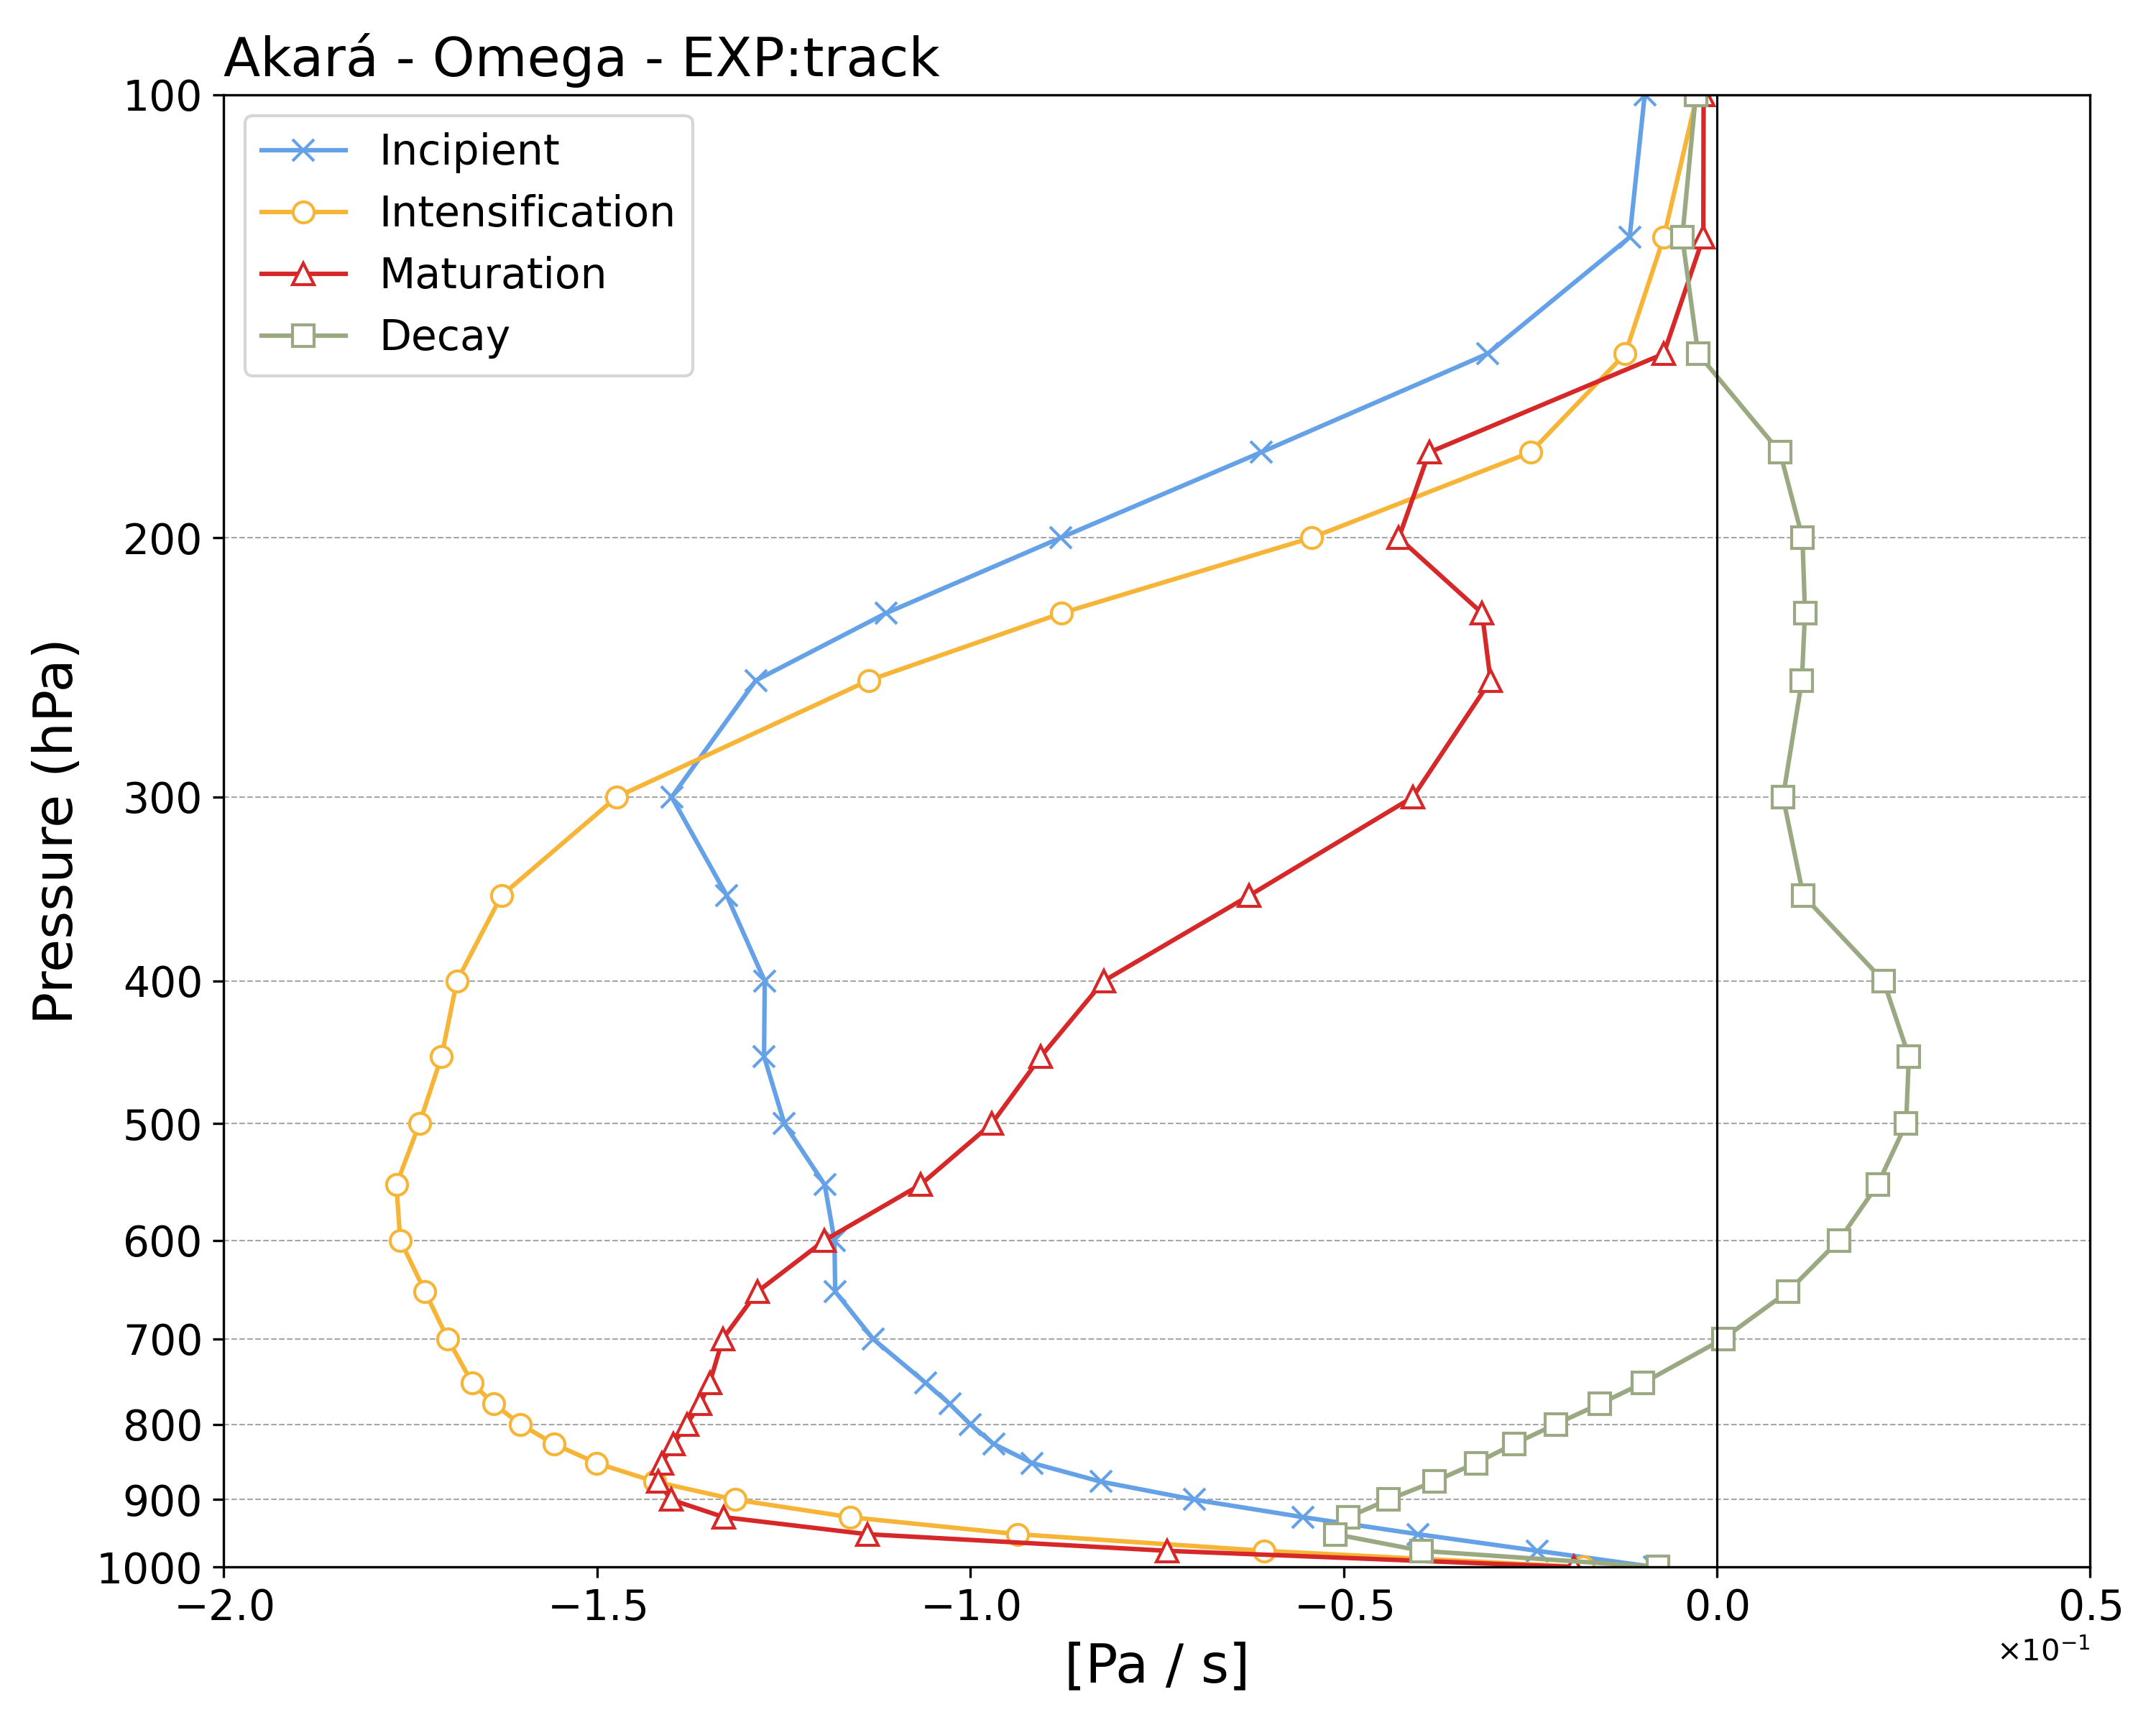 Akará - Omega - EXP:track
Incipient
Intensification
Maturation
Decay
Pressure (hPa)
100
200
300
400
500
600
700
800
900
1000
−2.0 −1.5 −1.0 −0.5 0.0 0.5
×10⁻¹
[Pa / s]